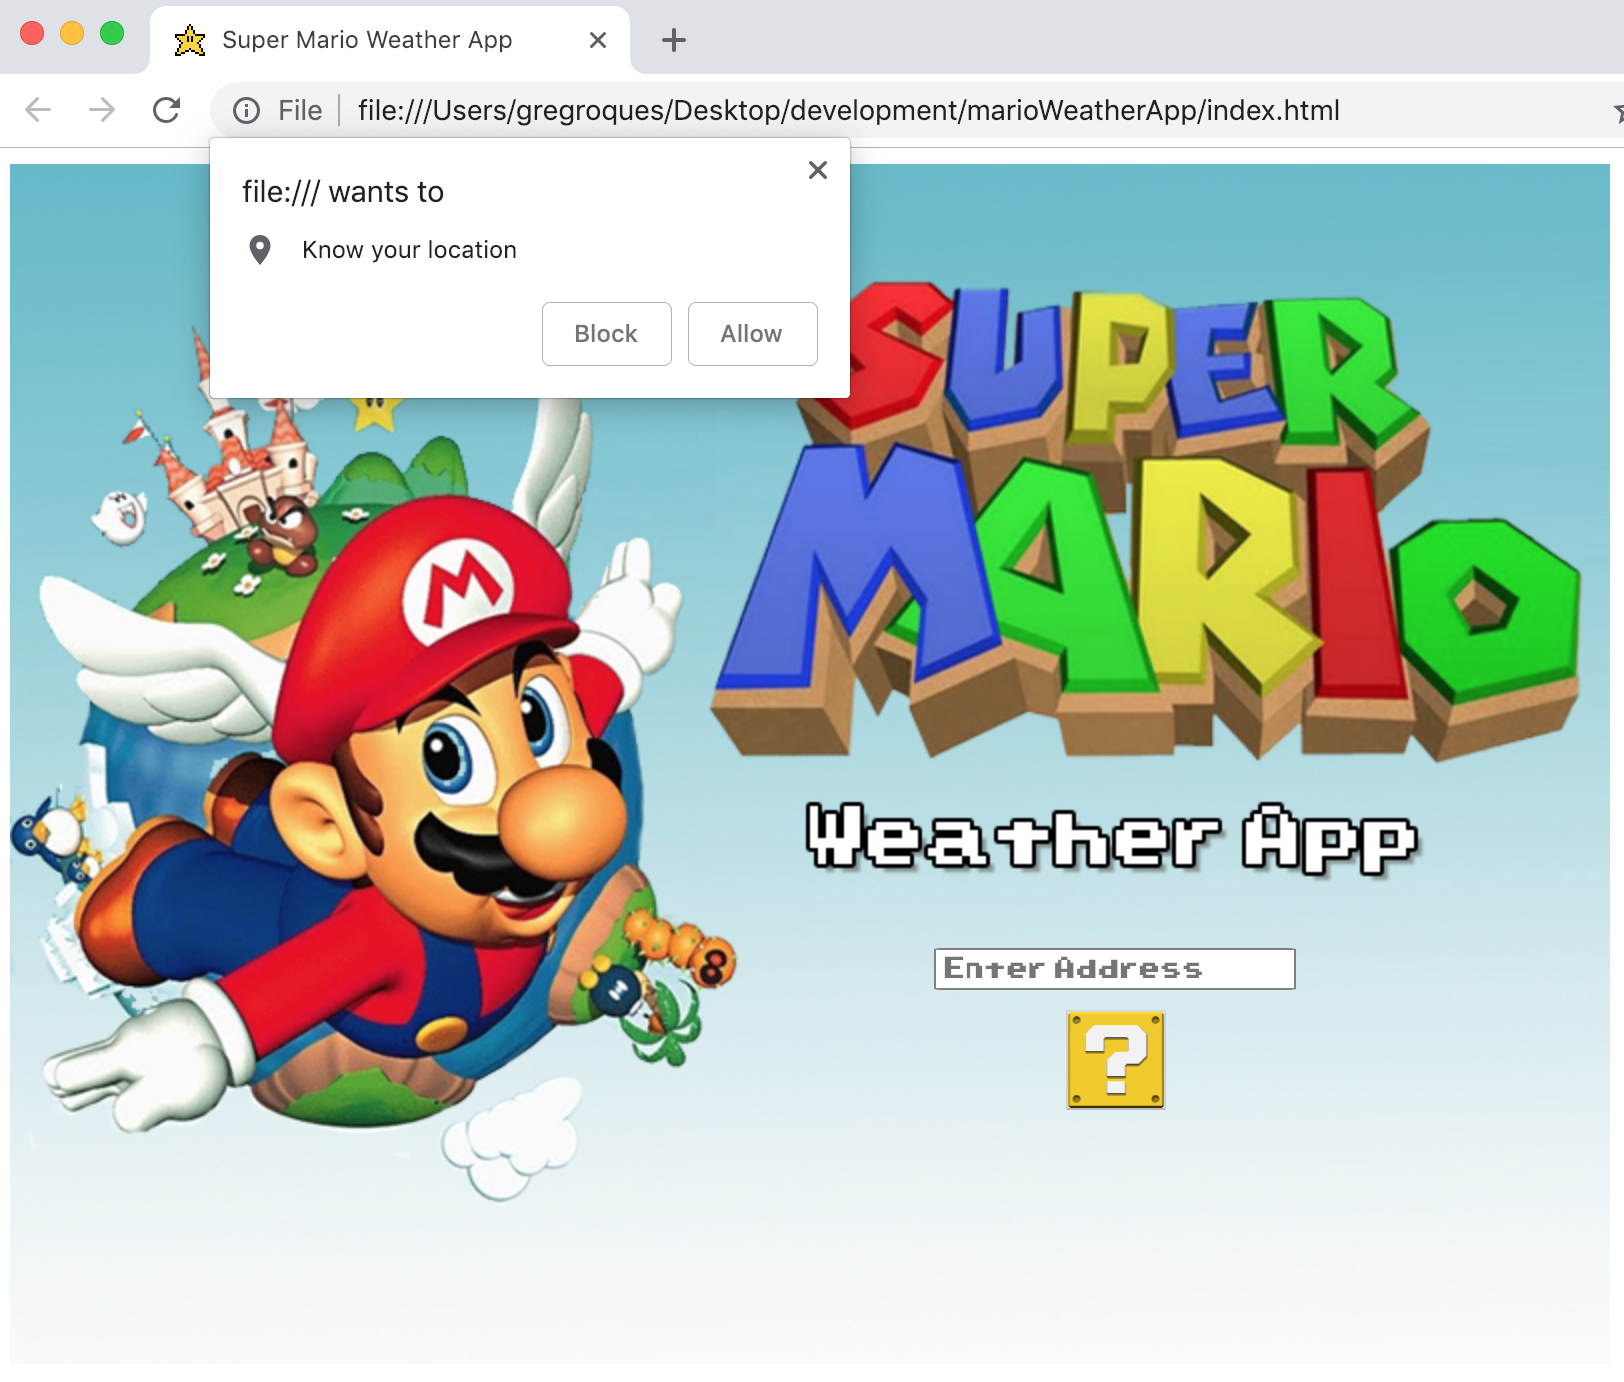 Super Mario Weather App
File
file:///Users/gregroques/Desktop/development/marioWeatherApp/index.html
file:/// wants to
Know your location
Block
Allow
SUPER
MARIO
M
8
Weather App
Enter Address
?